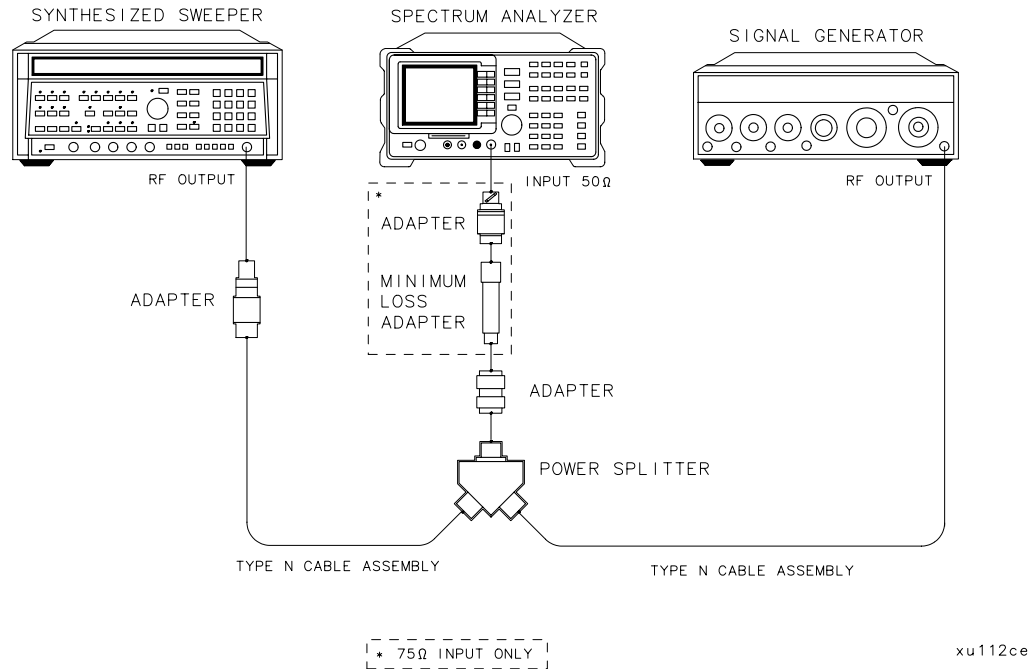 SYNTHESIZED SWEEPER
SPECTRUM ANALYZER
SIGNAL GENERATOR
RF OUTPUT
INPUT 50Ω
RF OUTPUT
*
ADAPTER
MINIMUM
LOSS
ADAPTER
ADAPTER
ADAPTER
POWER SPLITTER
TYPE N CABLE ASSEMBLY
TYPE N CABLE ASSEMBLY
* 75Ω INPUT ONLY
xu112ce